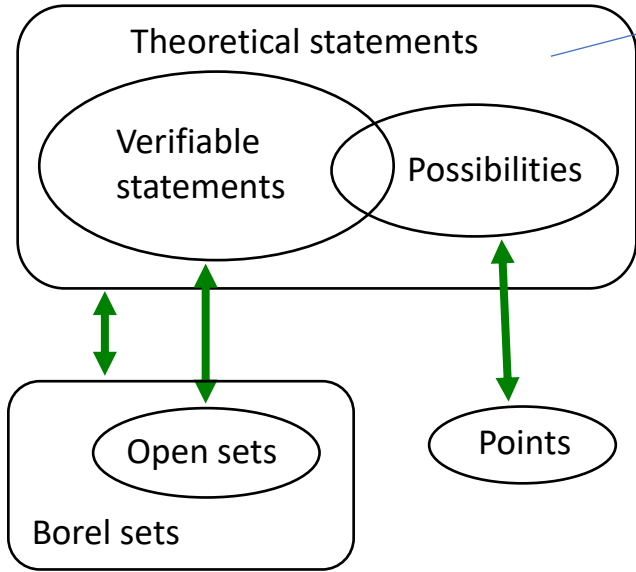 Theoretical statements
Verifiable
statements
Possibilities
Open sets
Points
Borel sets